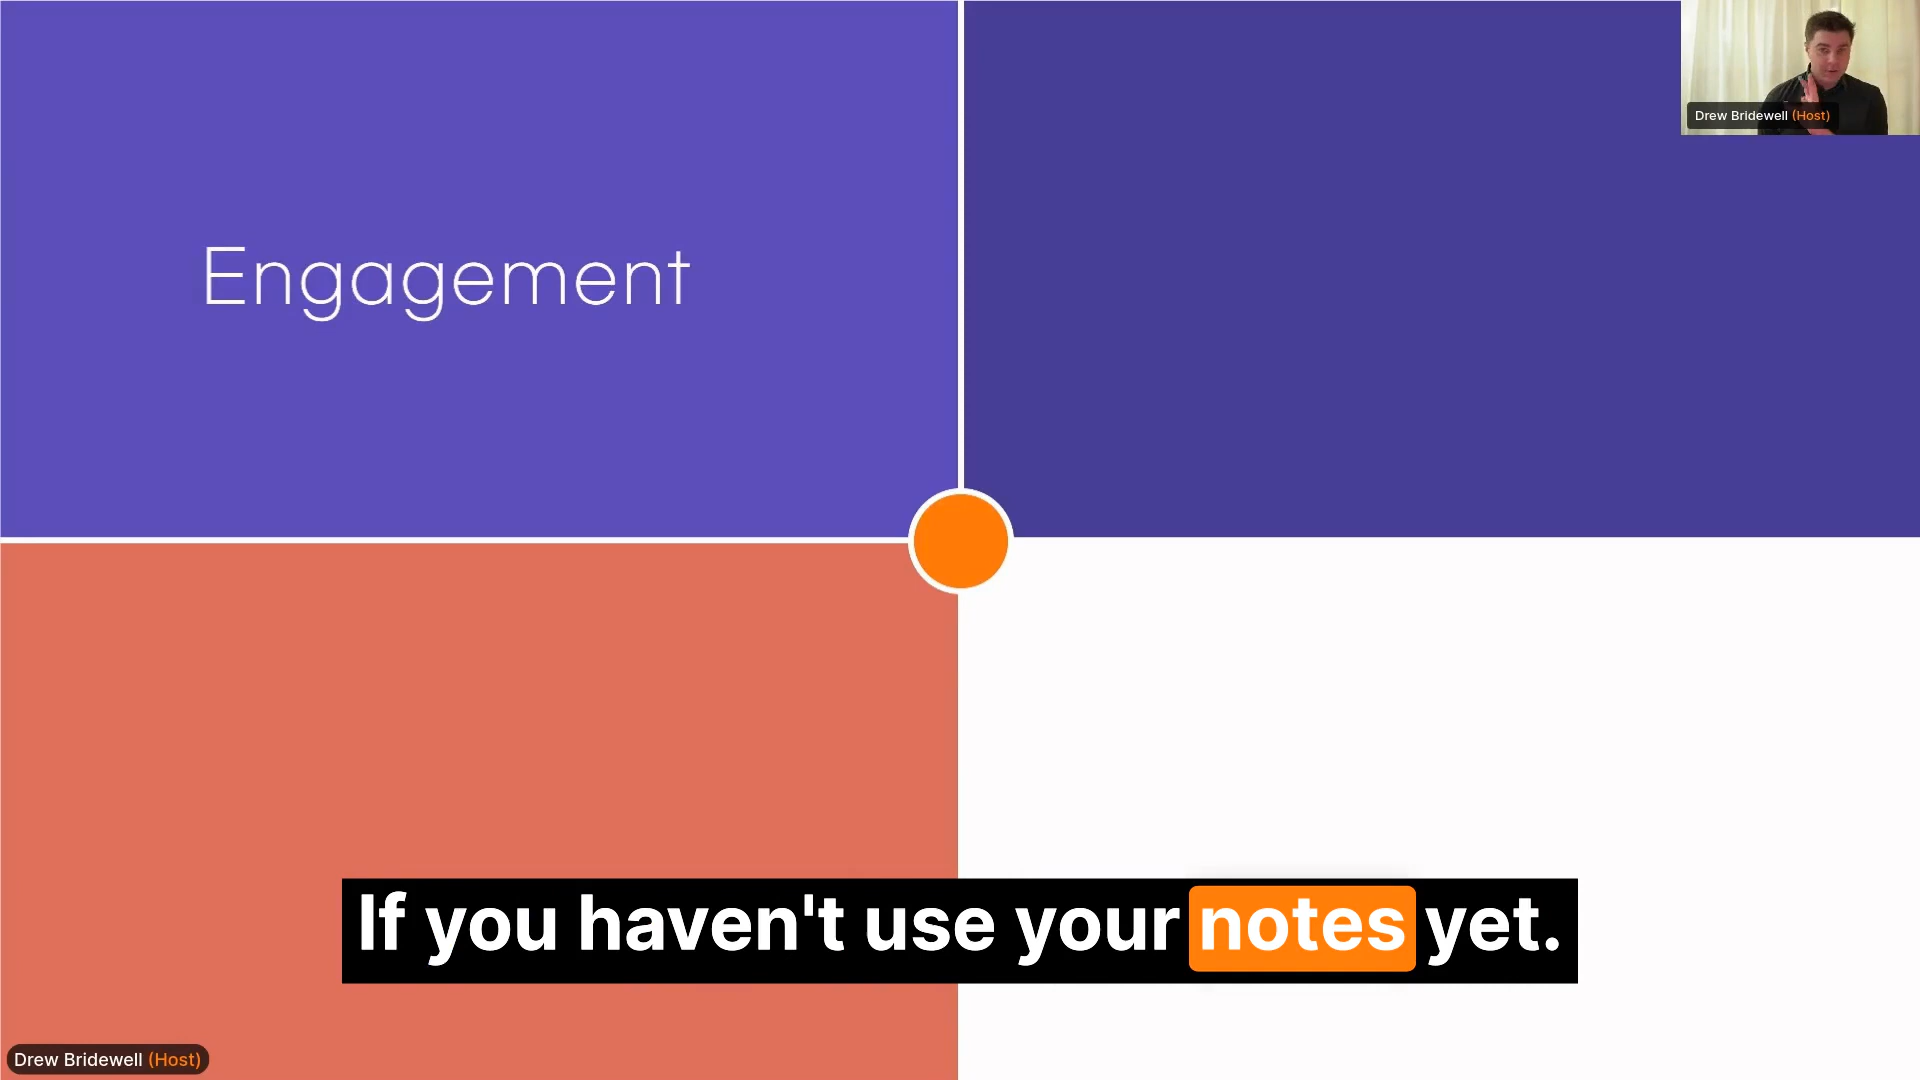 Drew Bridewell (Host)
Engagement
If you haven't use your notes yet.
Drew Bridewell (Host)